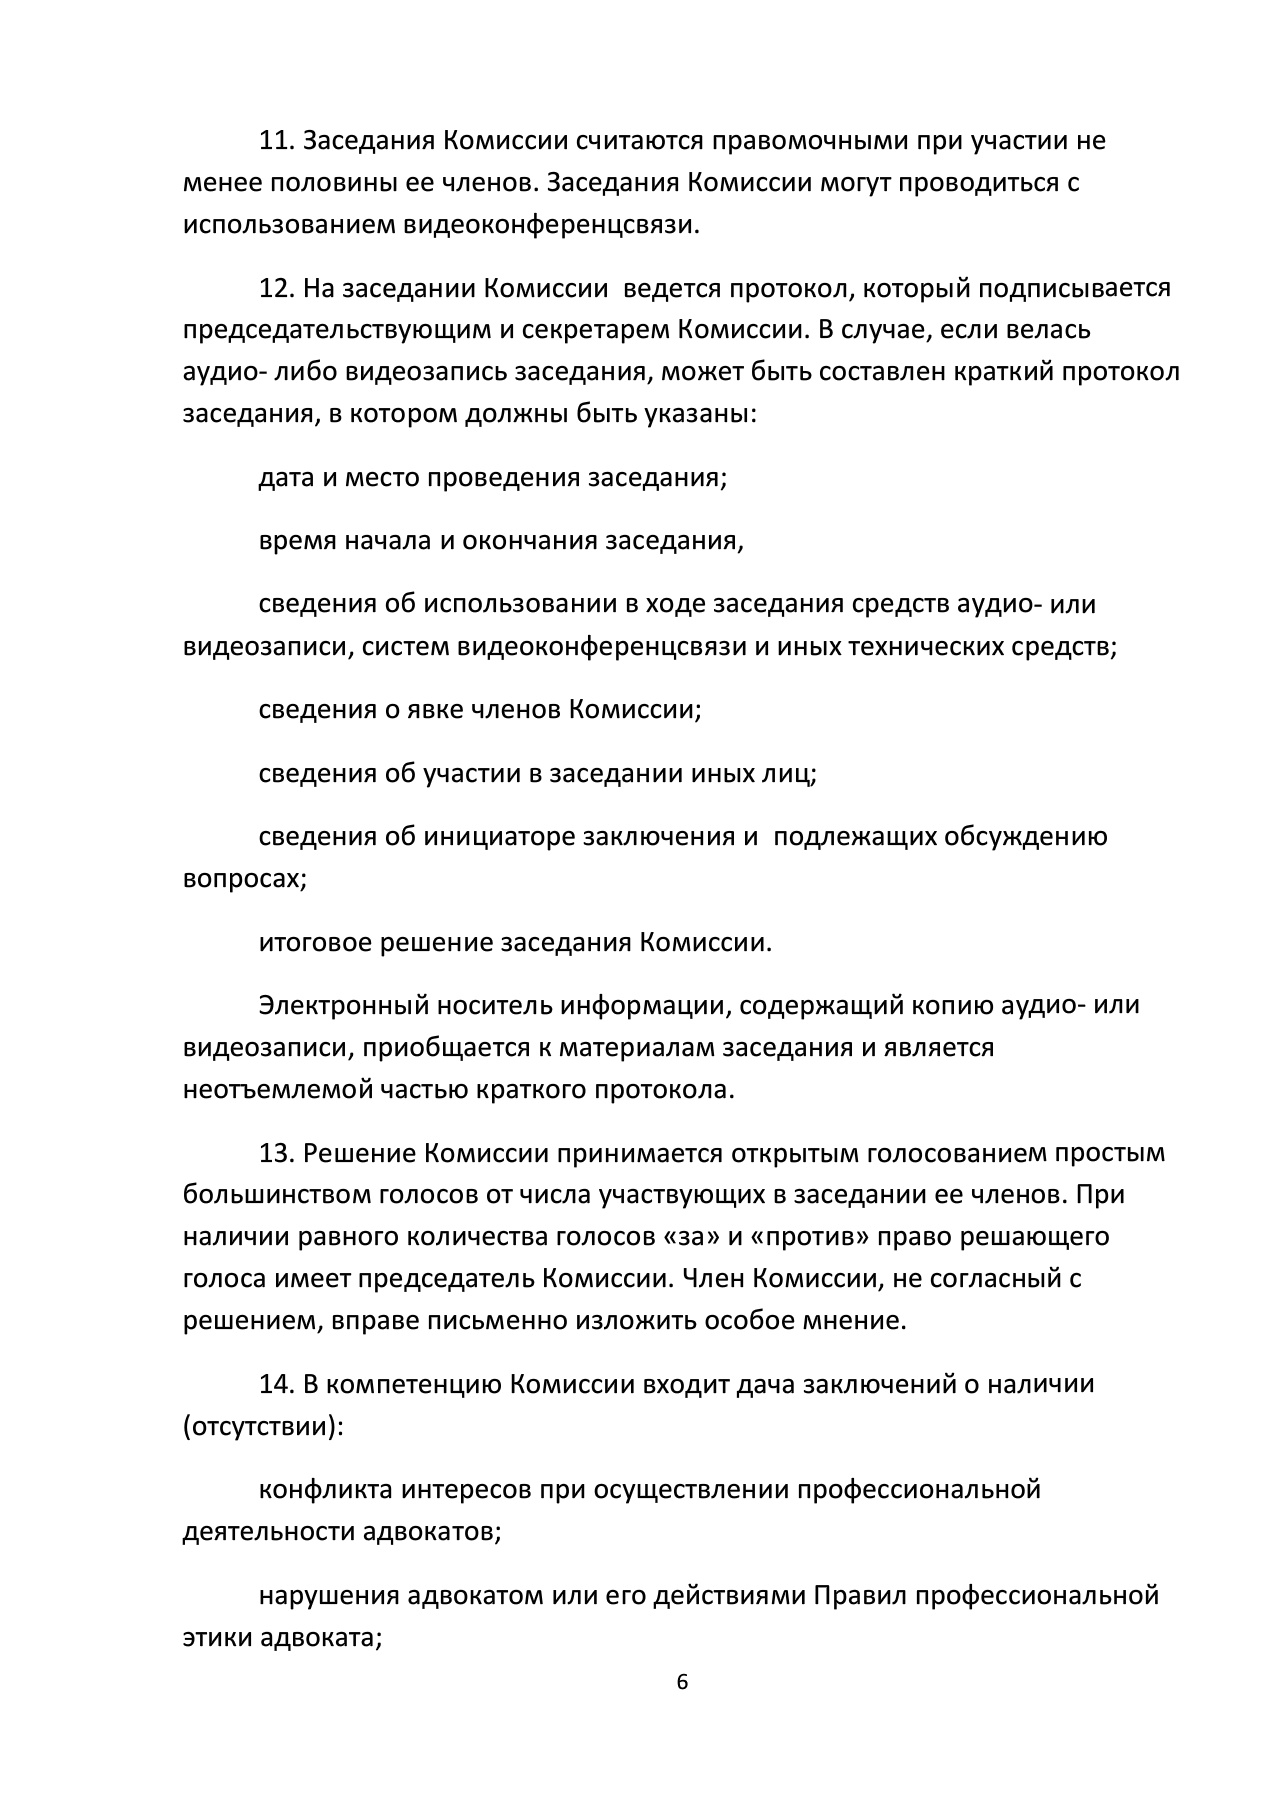 11. Заседания Комиссии считаются правомочными при участии не
менее половины ее членов. Заседания Комиссии могут проводиться с
использованием видеоконференцсвязи.
12. На заседании Комиссии  ведется протокол, который подписывается
председательствующим и секретарем Комиссии. В случае, если велась
аудио- либо видеозапись заседания, может быть составлен краткий протокол
заседания, в котором должны быть указаны:
дата и место проведения заседания;
время начала и окончания заседания,
сведения об использовании в ходе заседания средств аудио- или
видеозаписи, систем видеоконференцсвязи и иных технических средств;
сведения о явке членов Комиссии;
сведения об участии в заседании иных лиц;
сведения об инициаторе заключения и  подлежащих обсуждению
вопросах;
итоговое решение заседания Комиссии.
Электронный носитель информации, содержащий копию аудио- или
видеозаписи, приобщается к материалам заседания и является
неотъемлемой частью краткого протокола.
13. Решение Комиссии принимается открытым голосованием простым
большинством голосов от числа участвующих в заседании ее членов. При
наличии равного количества голосов «за» и «против» право решающего
голоса имеет председатель Комиссии. Член Комиссии, не согласный с
решением, вправе письменно изложить особое мнение.
14. В компетенцию Комиссии входит дача заключений о наличии
(отсутствии):
конфликта интересов при осуществлении профессиональной
деятельности адвокатов;
нарушения адвокатом или его действиями Правил профессиональной
этики адвоката;
6